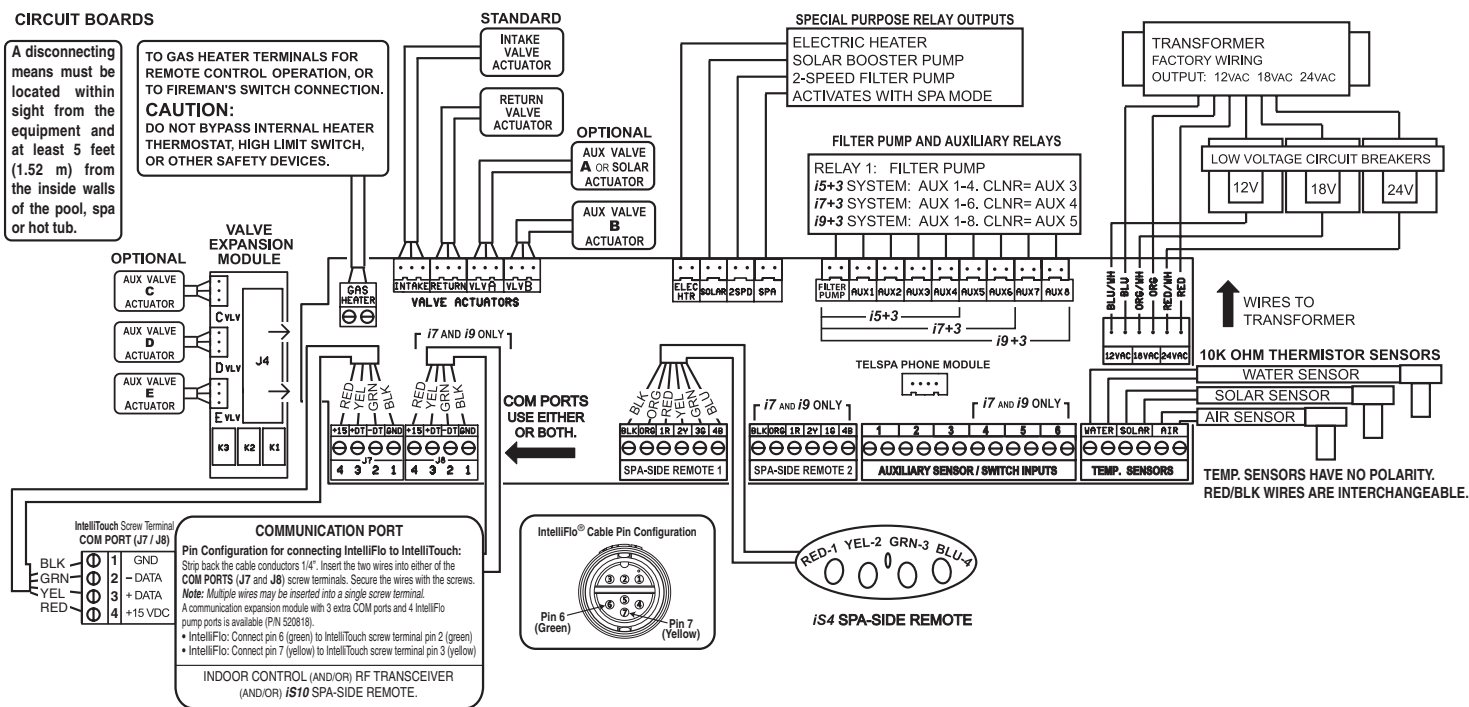 CIRCUIT BOARDS
A disconnecting
means must be
located within
sight from the
equipment and
at least 5 feet
(1.52 m) from
the inside walls
of the pool, spa
or hot tub.
TO GAS HEATER TERMINALS FOR
REMOTE CONTROL OPERATION, OR
TO FIREMAN'S SWITCH CONNECTION.
CAUTION:
DO NOT BYPASS INTERNAL HEATER
THERMOSTAT, HIGH LIMIT SWITCH,
OR OTHER SAFETY DEVICES.
STANDARD
INTAKE
VALVE
ACTUATOR
RETURN
VALVE
ACTUATOR
OPTIONAL
AUX VALVE
A OR SOLAR
ACTUATOR
AUX VALVE
B
ACTUATOR
SPECIAL PURPOSE RELAY OUTPUTS
ELECTRIC HEATER
SOLAR BOOSTER PUMP
2-SPEED FILTER PUMP
ACTIVATES WITH SPA MODE
FILTER PUMP AND AUXILIARY RELAYS
RELAY 1: FILTER PUMP
i5+3 SYSTEM: AUX 1-4. CLNR= AUX 3
i7+3 SYSTEM: AUX 1-6. CLNR= AUX 4
i9+3 SYSTEM: AUX 1-8. CLNR= AUX 5
TRANSFORMER
FACTORY WIRING
OUTPUT: 12VAC 18VAC 24VAC
LOW VOLTAGE CIRCUIT BREAKERS
12V 18V 24V
VALVE
EXPANSION
MODULE
OPTIONAL
AUX VALVE
C
ACTUATOR
AUX VALVE
D
ACTUATOR
AUX VALVE
E
ACTUATOR
C VLV
D VLV
E VLV
J4
K3 K2 K1
GAS
HEATER
INTAKE RETURN VLV A VLV B
VALVE ACTUATORS
ELEC
HTR SOLAR 2SPD SPA
FILTER
PUMP AUX1 AUX2 AUX3 AUX4 AUX5 AUX6 AUX7 AUX8
i5+3
i7+3
i9+3
BLU/WH BLU ORG/WH ORG RED/WH RED
12VAC 18VAC 24VAC
WIRES TO
TRANSFORMER
10K OHM THERMISTOR SENSORS
WATER SENSOR
SOLAR SENSOR
AIR SENSOR
TEMP. SENSORS HAVE NO POLARITY.
RED/BLK WIRES ARE INTERCHANGEABLE.
TELSPA PHONE MODULE
i7 AND i9 ONLY
RED YEL GRN BLK
RED YEL GRN BLK
+15 +DT -DT GND +15 +DT -DT GND
J7 J8
4 3 2 1 4 3 2 1
COM PORTS
USE EITHER
OR BOTH.
BLK ORG RED YEL GRN BLU
BLK ORG 1R 2Y 3G 4B
SPA-SIDE REMOTE 1
i7 AND i9 ONLY
BLK ORG 1R 2Y 1G 4B
SPA-SIDE REMOTE 2
i7 AND i9 ONLY
1 2 3 4 5 6
AUXILIARY SENSOR / SWITCH INPUTS
WATER SOLAR AIR
TEMP. SENSORS
IntelliTouch Screw Terminal
COM PORT (J7 / J8)
BLK 1 GND
GRN 2 – DATA
YEL 3 + DATA
RED 4 +15 VDC
COMMUNICATION PORT
Pin Configuration for connecting IntelliFlo to IntelliTouch:
Strip back the cable conductors 1/4”. Insert the two wires into either of the
COM PORTS (J7 and J8) screw terminals. Secure the wires with the screws.
Note: Multiple wires may be inserted into a single screw terminal.
A communication expansion module with 3 extra COM ports and 4 IntelliFlo
pump ports is available (P/N 520818).
• IntelliFlo: Connect pin 6 (green) to IntelliTouch screw terminal pin 2 (green)
• IntelliFlo: Connect pin 7 (yellow) to IntelliTouch screw terminal pin 3 (yellow)
INDOOR CONTROL (AND/OR) RF TRANSCEIVER
(AND/OR) iS10 SPA-SIDE REMOTE.
IntelliFlo® Cable Pin Configuration
3 2 1
6 5 4
7
Pin 6
(Green)
Pin 7
(Yellow)
RED-1 YEL-2 GRN-3 BLU-4
iS4 SPA-SIDE REMOTE